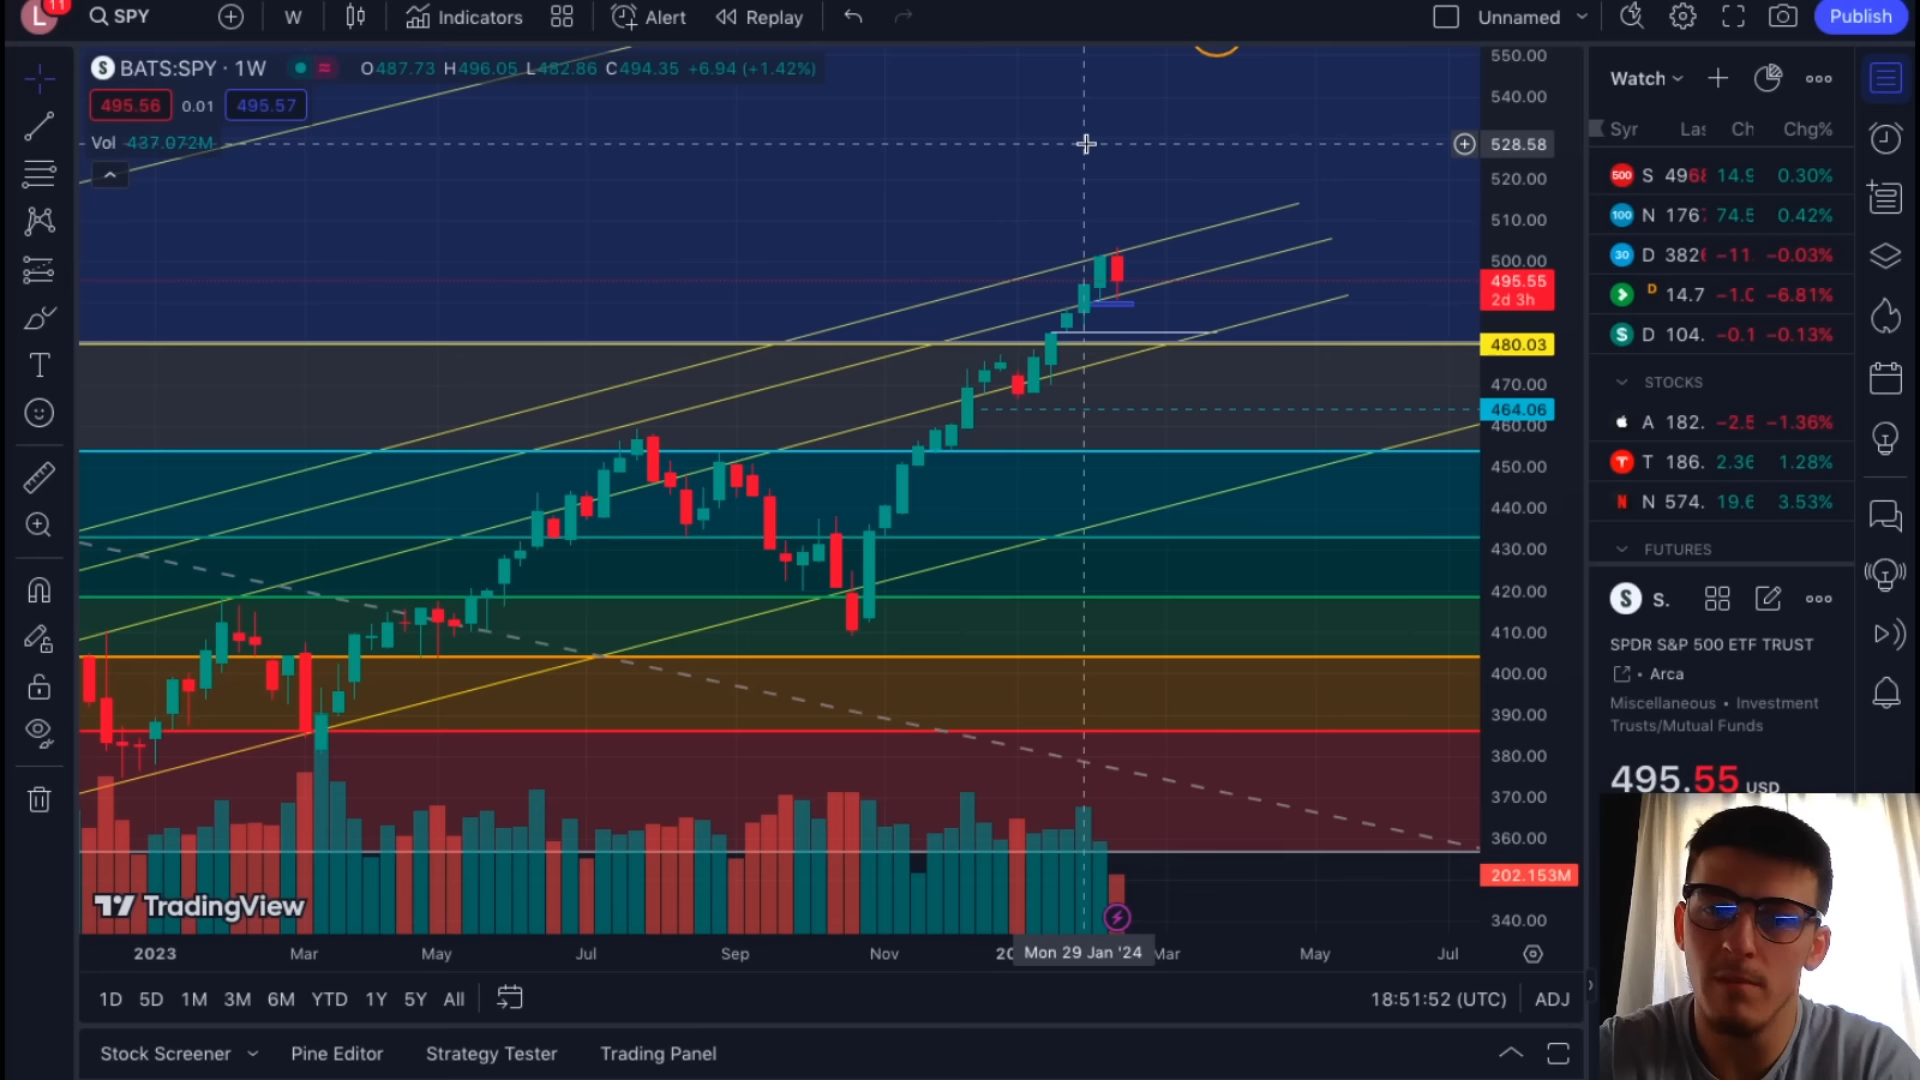 L
11
SPY
W
Indicators
Alert
Replay
Unnamed
Publish
S BATS:SPY · 1W
O487.73 H496.05 L482.86 C494.35 +6.94 (+1.42%)
495.56 0.01 495.57
Vol 437.072M
550.00
540.00
528.58
520.00
510.00
500.00
495.55
2d 3h
480.03
470.00
464.06
460.00
450.00
440.00
430.00
420.00
410.00
400.00
390.00
380.00
370.00
360.00
202.153M
340.00
TradingView
2023 Mar May Jul Sep Nov 20 Mon 29 Jan '24 Mar May Jul
1D 5D 1M 3M 6M YTD 1Y 5Y All
18:51:52 (UTC) ADJ
Stock Screener Pine Editor Strategy Tester Trading Panel
Watch
Syr Las Ch Chg%
500 S 4968 14.9 0.30%
100 N 1767 74.5 0.42%
30 D 3826 −11. −0.03%
D 14.7 −1.0 −6.81%
S D 104. −0.1 −0.13%
STOCKS
A 182. −2.5 −1.36%
T 186. 2.36 1.28%
N N 574. 19.6 3.53%
FUTURES
S S.
SPDR S&P 500 ETF TRUST
• Arca
Miscellaneous • Investment
Trusts/Mutual Funds
495.55 USD